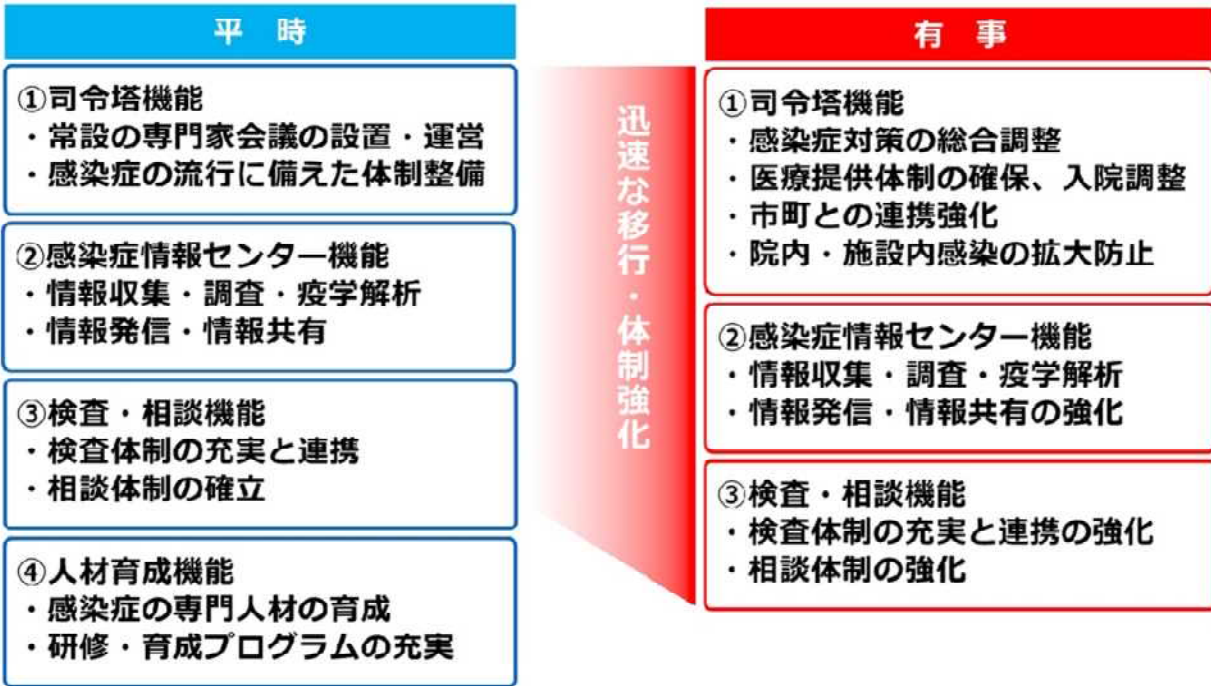 平　時
①司令塔機能
・常設の専門家会議の設置・運営
・感染症の流行に備えた体制整備
②感染症情報センター機能
・情報収集・調査・疫学解析
・情報発信・情報共有
③検査・相談機能
・検査体制の充実と連携
・相談体制の確立
④人材育成機能
・感染症の専門人材の育成
・研修・育成プログラムの充実
迅速な移行・体制強化
有　事
①司令塔機能
・感染症対策の総合調整
・医療提供体制の確保、入院調整
・市町との連携強化
・院内・施設内感染の拡大防止
②感染症情報センター機能
・情報収集・調査・疫学解析
・情報発信・情報共有の強化
③検査・相談機能
・検査体制の充実と連携の強化
・相談体制の強化